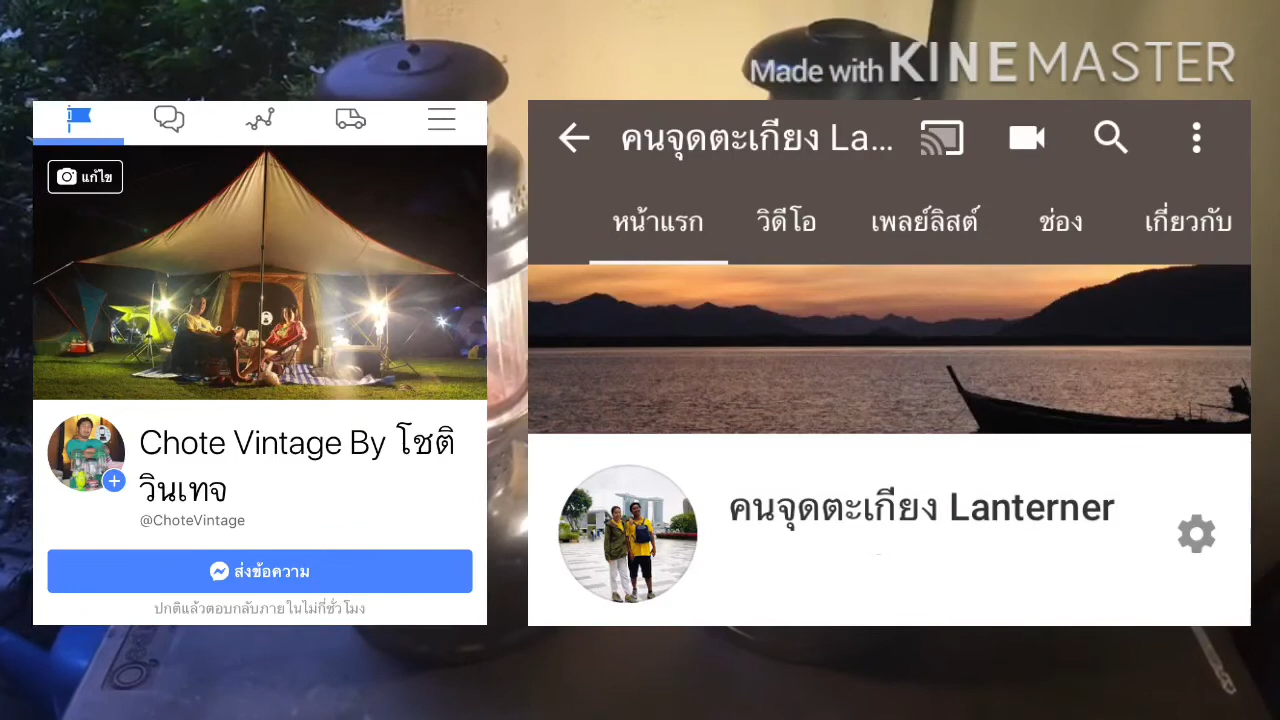 Made with KINEMASTER
แก้ไข
Chote Vintage By โชติ
วินเทจ
@ChoteVintage
ส่งข้อความ
ปกติแล้วตอบกลับภายในไม่กี่ชั่วโมง
คนจุดตะเกียง La...
หน้าแรก วิดีโอ เพลย์ลิสต์ ช่อง เกี่ยวกับ
คนจุดตะเกียง Lanterner